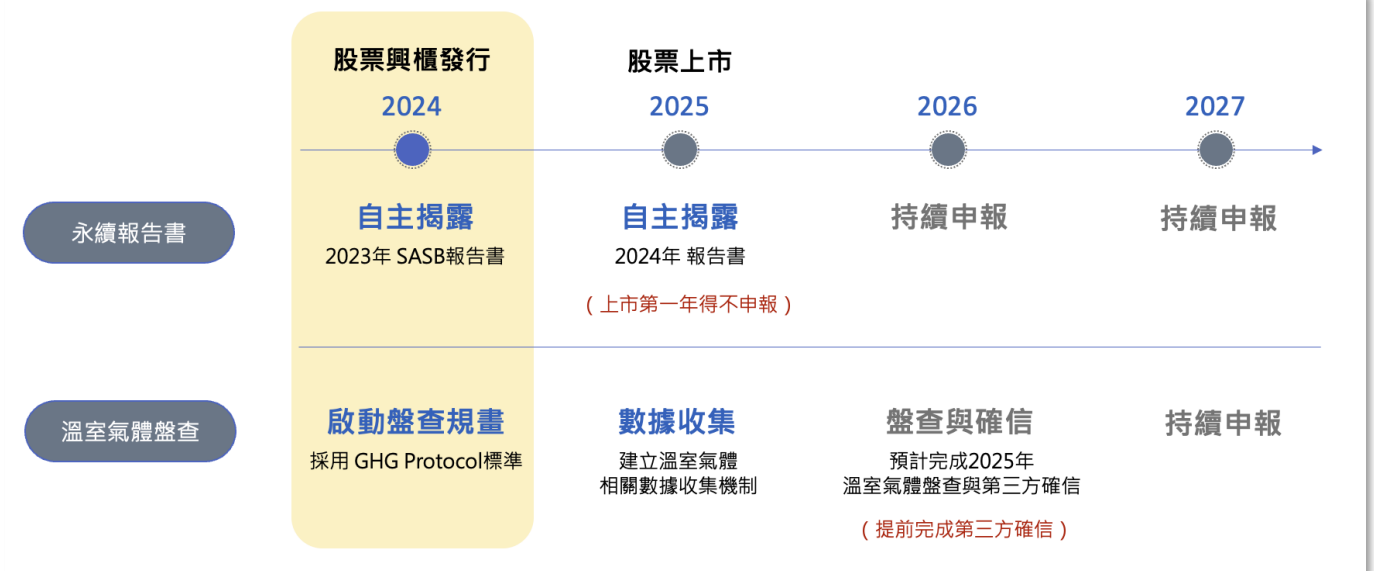 股票興櫃發行
股票上市
2024
2025
2026
2027
永續報告書
自主揭露
2023年 SASB報告書
自主揭露
2024年 報告書
（上市第一年得不申報）
持續申報
持續申報
溫室氣體盤查
啟動盤查規畫
採用 GHG Protocol標準
數據收集
建立溫室氣體
相關數據收集機制
盤查與確信
預計完成2025年
溫室氣體盤查與第三方確信
（提前完成第三方確信）
持續申報